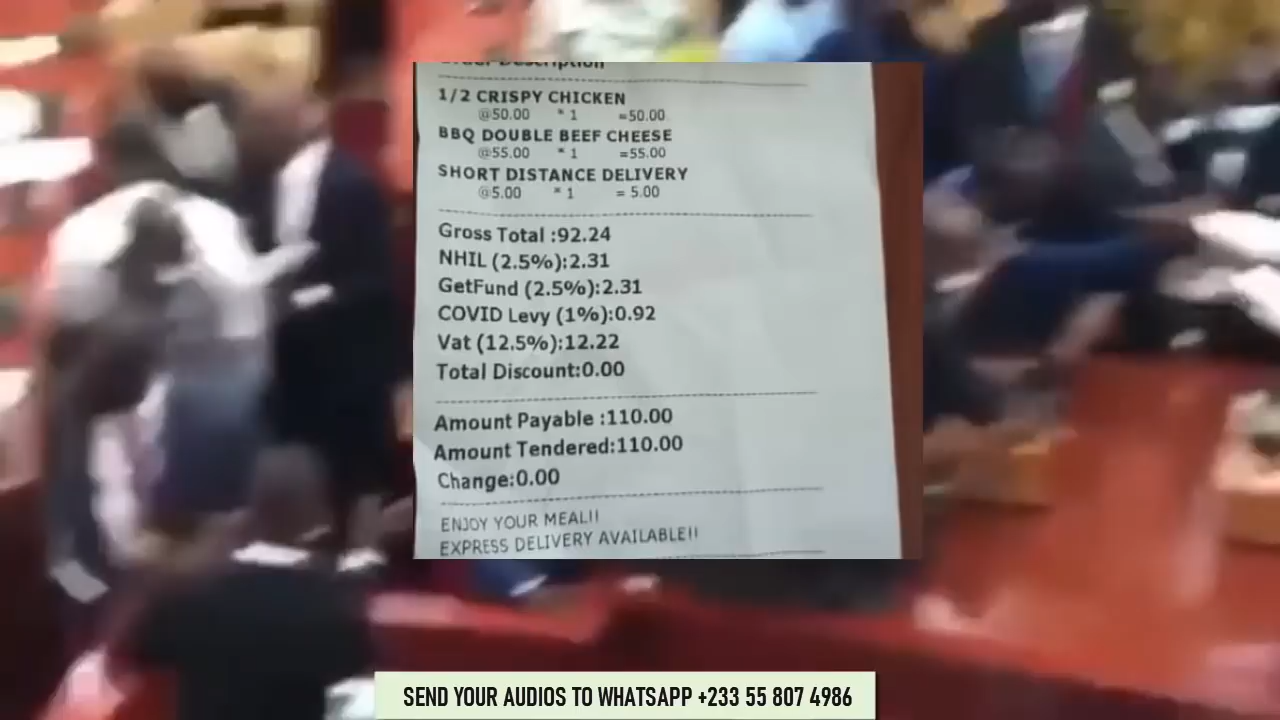 Order Description
1/2 CRISPY CHICKEN
@50.00 * 1 =50.00
BBQ DOUBLE BEEF CHEESE
@55.00 * 1 =55.00
SHORT DISTANCE DELIVERY
@5.00 * 1 = 5.00
Gross Total :92.24
NHIL (2.5%):2.31
GetFund (2.5%):2.31
COVID Levy (1%):0.92
Vat (12.5%):12.22
Total Discount:0.00
Amount Payable :110.00
Amount Tendered:110.00
Change:0.00
ENJOY YOUR MEAL!!
EXPRESS DELIVERY AVAILABLE!!
SEND YOUR AUDIOS TO WHATSAPP +233 55 807 4986